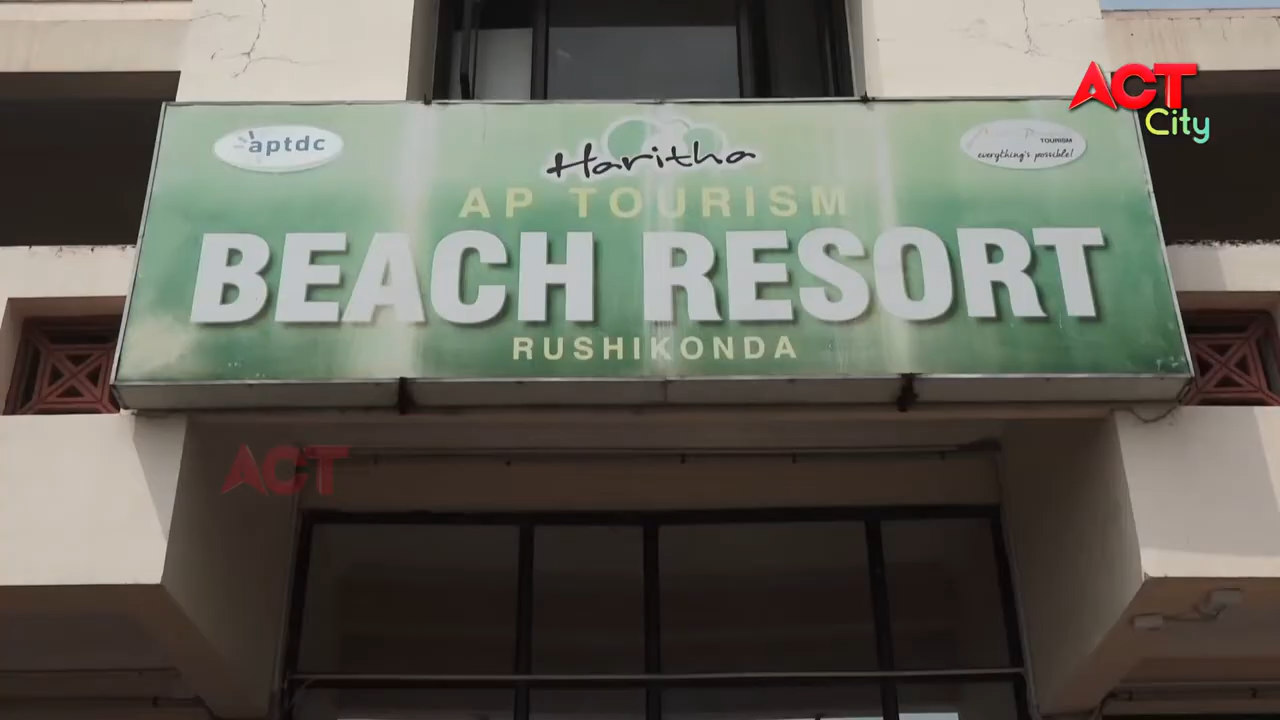 ACT
City
aptdc
Haritha
TOURISM
everything's possible!
AP TOURISM
BEACH RESORT
RUSHIKONDA
ACT